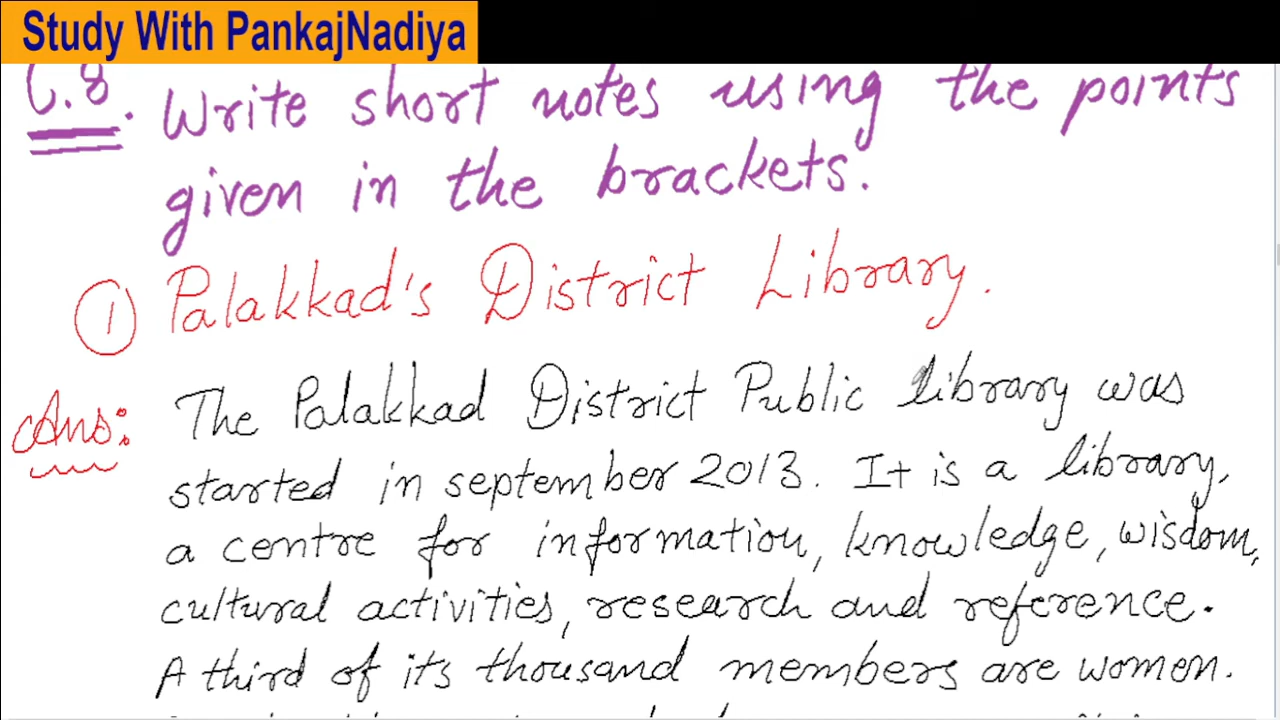 Study With PankajNadiya
C.8. Write short notes using the points
given in the brackets.
① Palakkad's District Library.
Ans: The Palakkad District Public library was
started in september 2013. It is a library,
a centre for information, knowledge, wisdom,
cultural activities, research and reference.
A third of its thousand members are women.